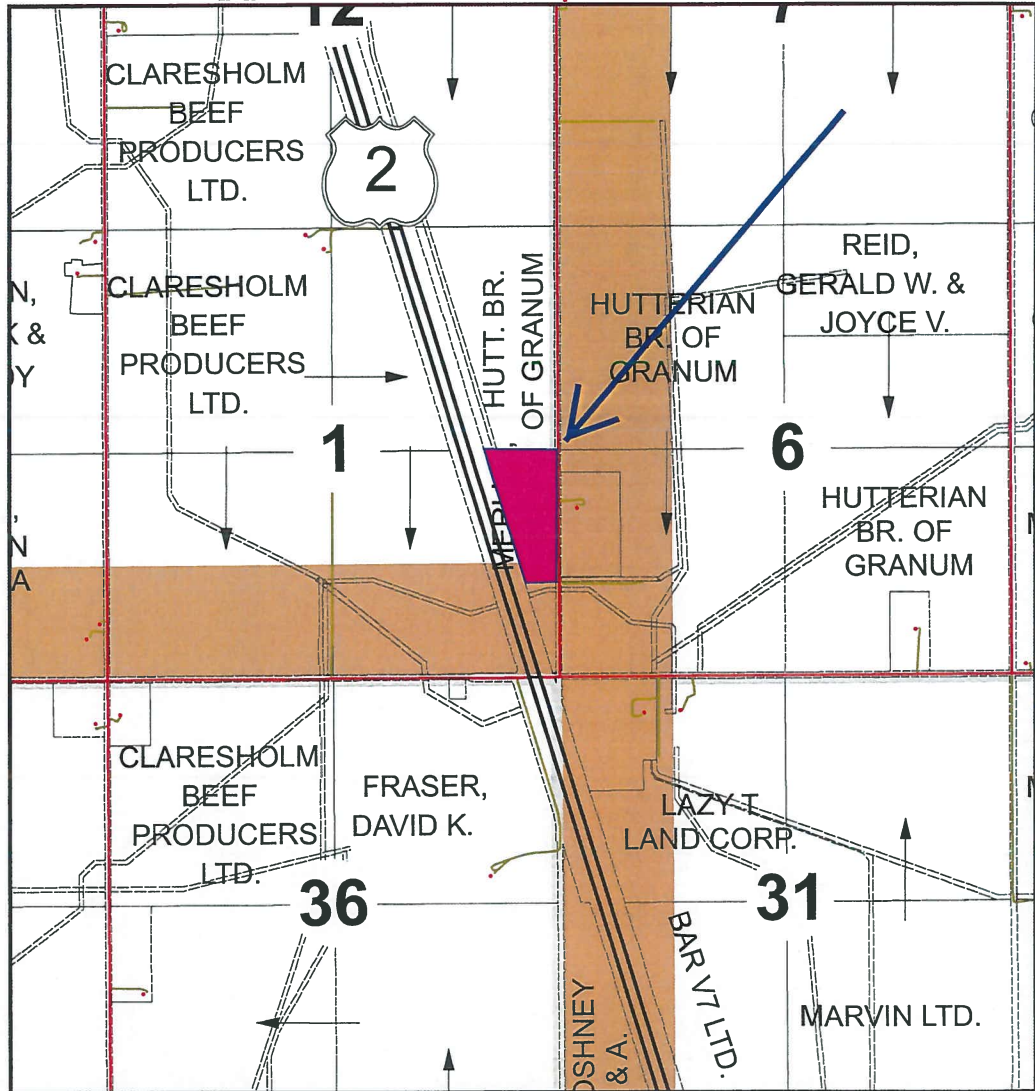 12
7
CLARESHOLM
BEEF
PRODUCERS
LTD.
2
REID,
GERALD W. &
JOYCE V.
N,
K &
OY
CLARESHOLM
BEEF
PRODUCERS
LTD.
HUTT. BR.
OF GRANUM
HUTTERIAN
BR. OF
GRANUM
1
6
HUTTERIAN
BR. OF
GRANUM
,
N
A
CLARESHOLM
BEEF
PRODUCERS
LTD.
FRASER,
DAVID K.
LAZY T
LAND CORP.
36
31
BAR V7 LTD.
OSHNEY
& A.
MARVIN LTD.